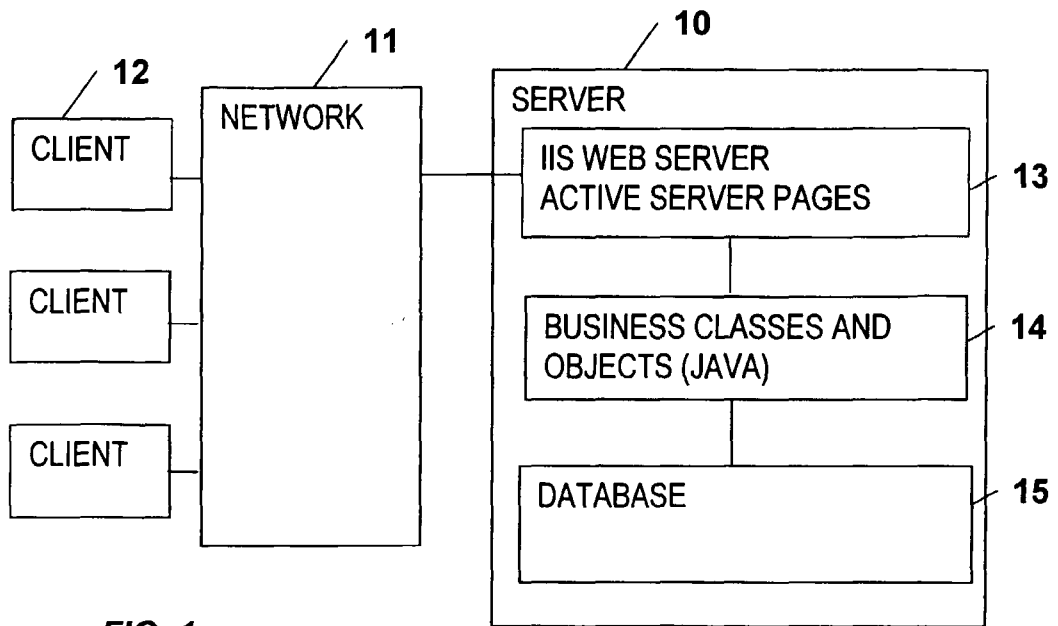 12
11
10
CLIENT
NETWORK
SERVER
IIS WEB SERVER
ACTIVE SERVER PAGES
13
CLIENT
BUSINESS CLASSES AND
OBJECTS (JAVA)
14
CLIENT
DATABASE
15